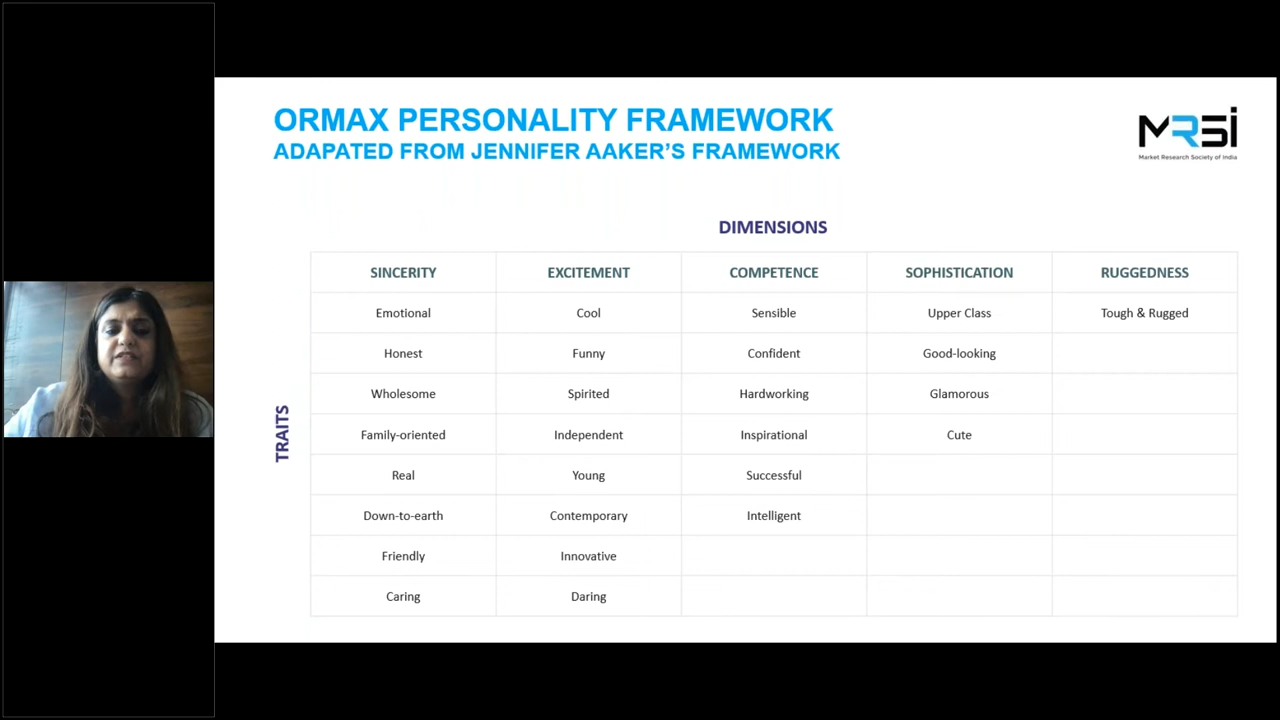 ORMAX PERSONALITY FRAMEWORK
ADAPATED FROM JENNIFER AAKER'S FRAMEWORK
MRSI
Market Research Society of India
DIMENSIONS
TRAITS
SINCERITY EXCITEMENT COMPETENCE SOPHISTICATION RUGGEDNESS
Emotional Cool Sensible Upper Class Tough & Rugged
Honest Funny Confident Good-looking
Wholesome Spirited Hardworking Glamorous
Family-oriented Independent Inspirational Cute
Real Young Successful
Down-to-earth Contemporary Intelligent
Friendly Innovative
Caring Daring